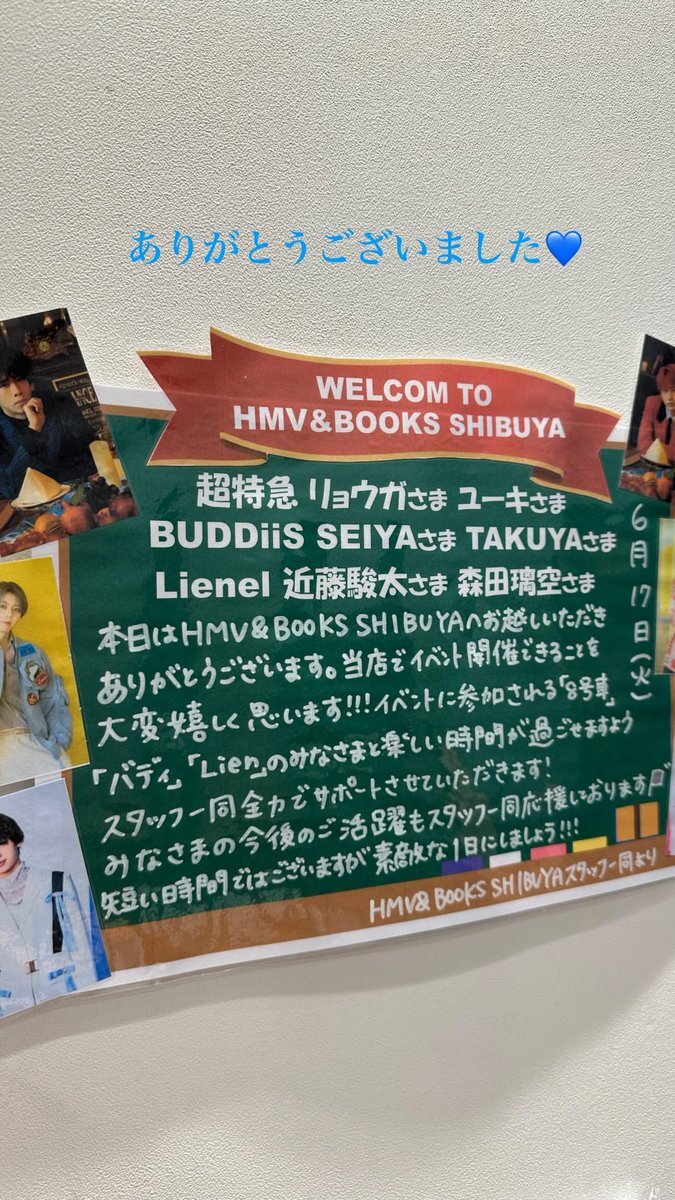 ありがとうございました💙
WELCOM TO
HMV&BOOKS SHIBUYA
超特急 リョウガさま ユーキさま
BUDDiiS SEIYAさま TAKUYAさま
Lienel 近藤駿太さま 森田璃空さま
6月17日(火)
本日はHMV&BOOKS SHIBUYAへお越しいただき
ありがとうございます。当店でイベント開催できることを
大変嬉しく思います!!!イベントに参加される「8号車」
「バディ」「Lien」のみなさまと楽しい時間が過ごせますよう
スタッフ一同全力でサポートさせていただきます!
みなさまの今後のご活躍もスタッフ一同応援しております
短い時間ではございますが素敵な1日にしましょう!!!
HMV&BOOKS SHIBUYAスタッフ一同より